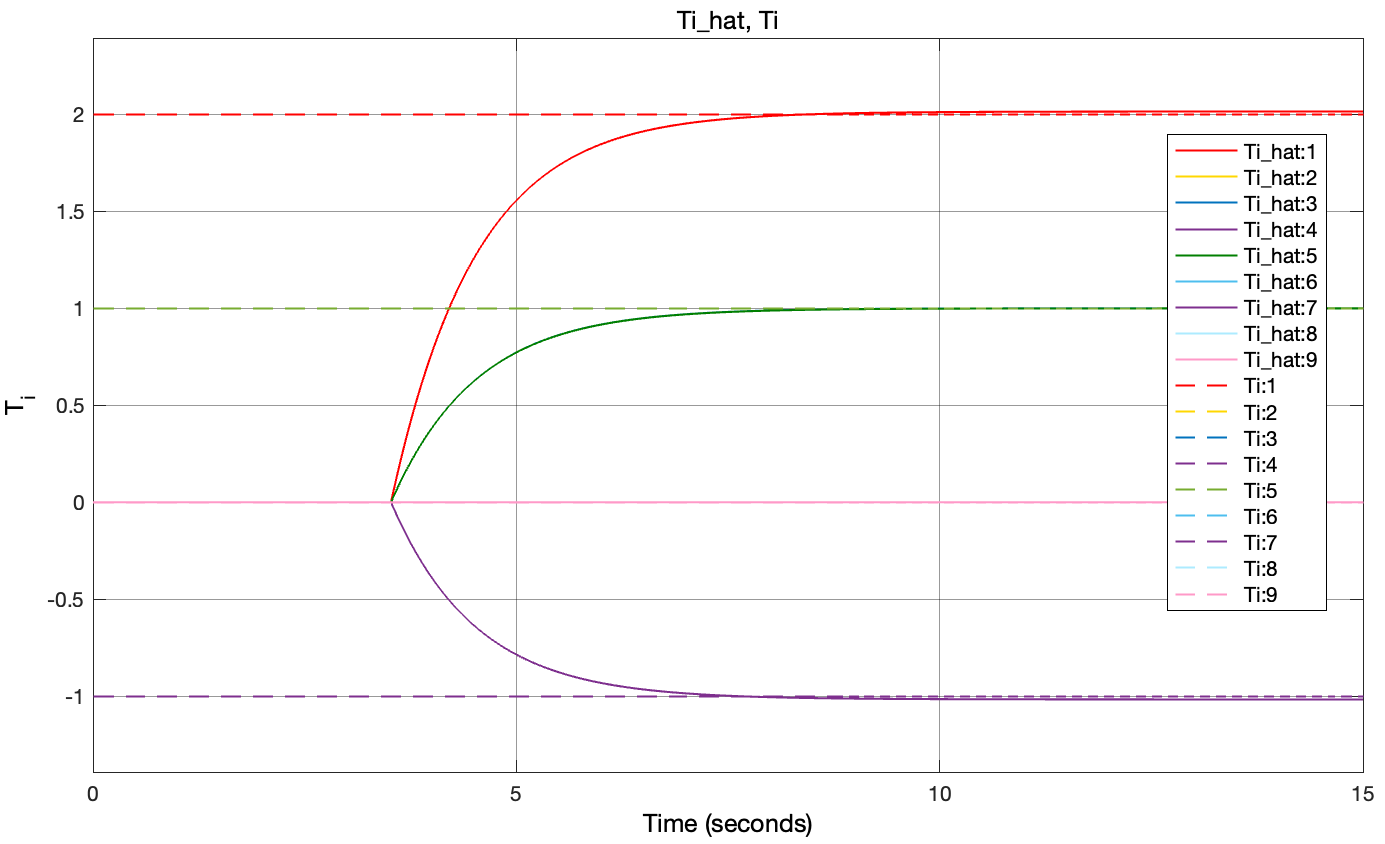 Ti_hat, Ti
2
1.5
1
0.5
0
-0.5
-1
T_i
0
5
10
15
Time (seconds)
Ti_hat:1
Ti_hat:2
Ti_hat:3
Ti_hat:4
Ti_hat:5
Ti_hat:6
Ti_hat:7
Ti_hat:8
Ti_hat:9
Ti:1
Ti:2
Ti:3
Ti:4
Ti:5
Ti:6
Ti:7
Ti:8
Ti:9